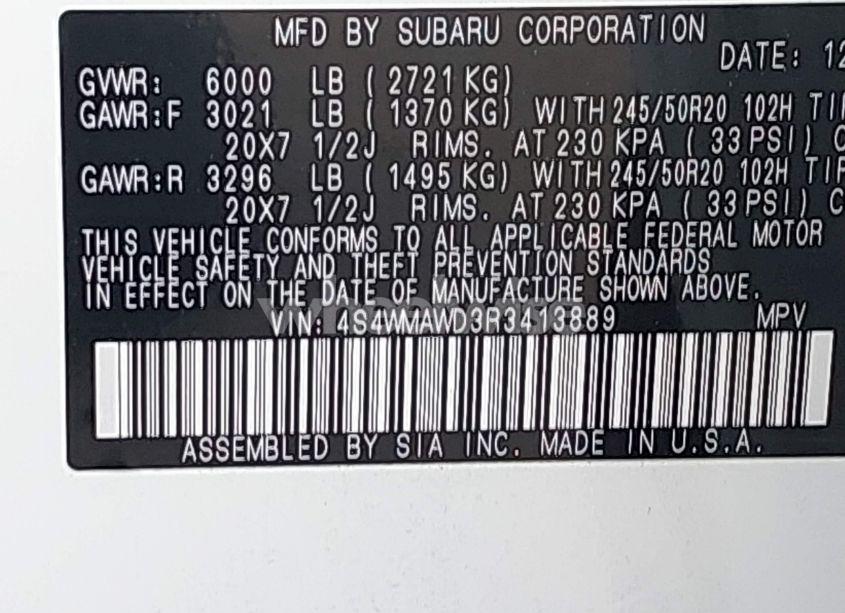 MFD BY SUBARU CORPORATION
DATE: 12
GVWR: 6000 LB ( 2721 KG)
GAWR:F 3021 LB ( 1370 KG) WITH 245/50R20 102H TIR
20X7 1/2J RIMS. AT 230 KPA ( 33 PSI) C
GAWR:R 3296 LB ( 1495 KG) WITH 245/50R20 102H TIR
20X7 1/2J RIMS. AT 230 KPA ( 33 PSI) C
THIS VEHICLE CONFORMS TO ALL APPLICABLE FEDERAL MOTOR
VEHICLE SAFETY AND THEFT PREVENTION STANDARDS
IN EFFECT ON THE DATE OF MANUFACTURE SHOWN ABOVE.
VIN: 4S4WMAWD3R3413889 MPV
ASSEMBLED BY SIA INC. MADE IN U.S.A.